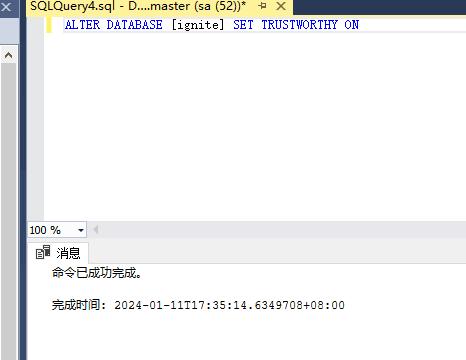 SQLQuery4.sql - D....master (sa (52))*
ALTER DATABASE [ignite] SET TRUSTWORTHY ON
100 %
消息
命令已成功完成。
完成时间: 2024-01-11T17:35:14.6349708+08:00